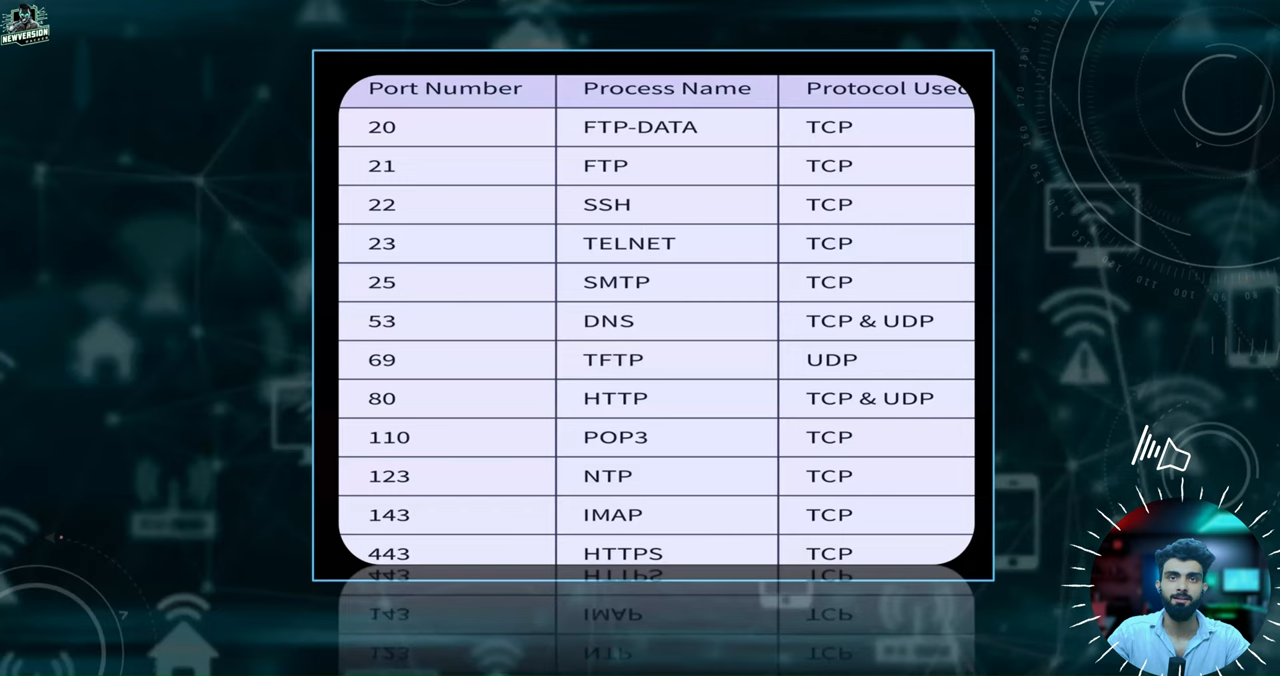 NEWVERSION
HACKER
Port Number Process Name Protocol Used
20 FTP-DATA TCP
21 FTP TCP
22 SSH TCP
23 TELNET TCP
25 SMTP TCP
53 DNS TCP & UDP
69 TFTP UDP
80 HTTP TCP & UDP
110 POP3 TCP
123 NTP TCP
143 IMAP TCP
443 HTTPS TCP